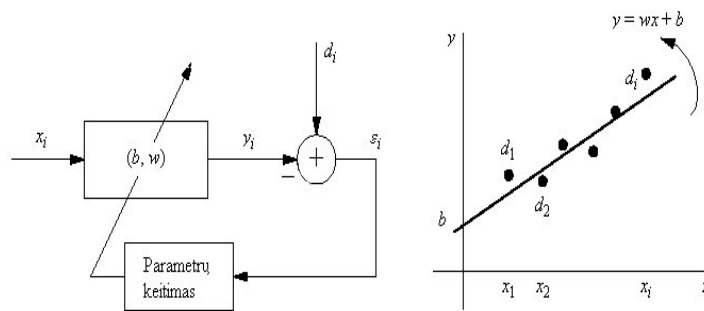 d_i
x_i
(b, w)
y_i
−
+
ε_i
Parametrų
keitimas
y
y = wx + b
d_i
d_1
d_2
b
x_1
x_2
x_i